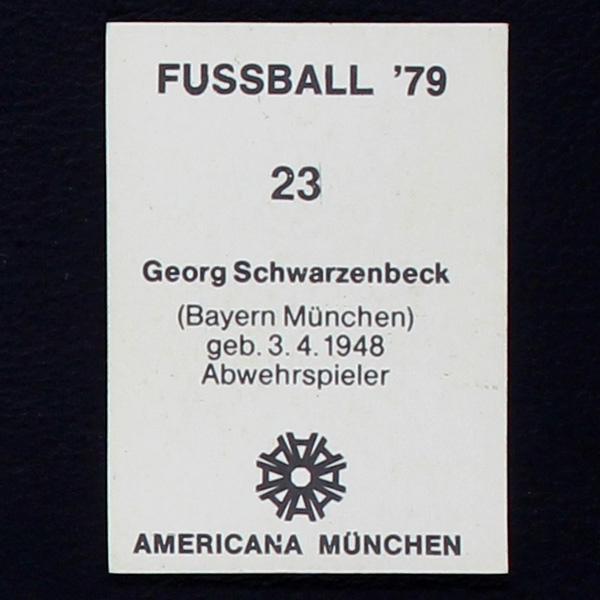 FUSSBALL '79
23
Georg Schwarzenbeck
(Bayern München)
geb. 3. 4. 1948
Abwehrspieler
AMERICANA MÜNCHEN